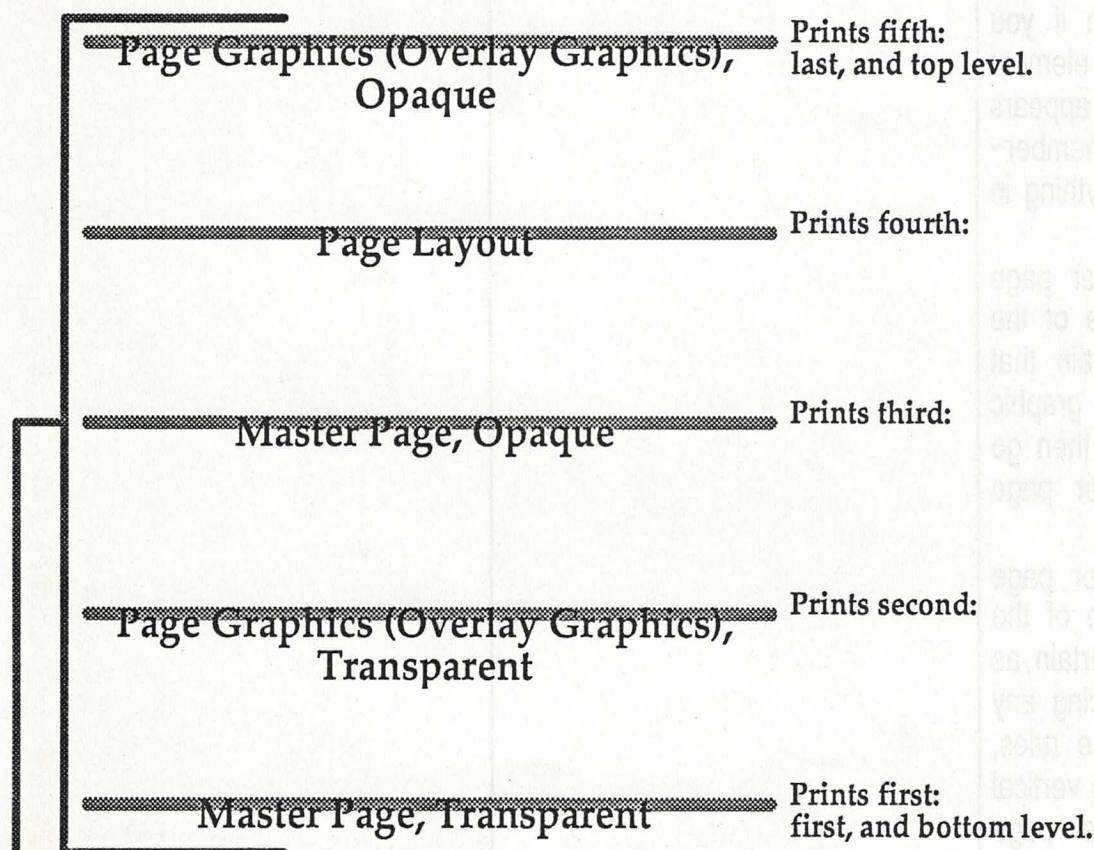 Page Graphics (Overlay Graphics),
Opaque
Prints fifth:
last, and top level.
Page Layout
Prints fourth:
Master Page, Opaque
Prints third:
Page Graphics (Overlay Graphics),
Transparent
Prints second:
Master Page, Transparent
Prints first:
first, and bottom level.